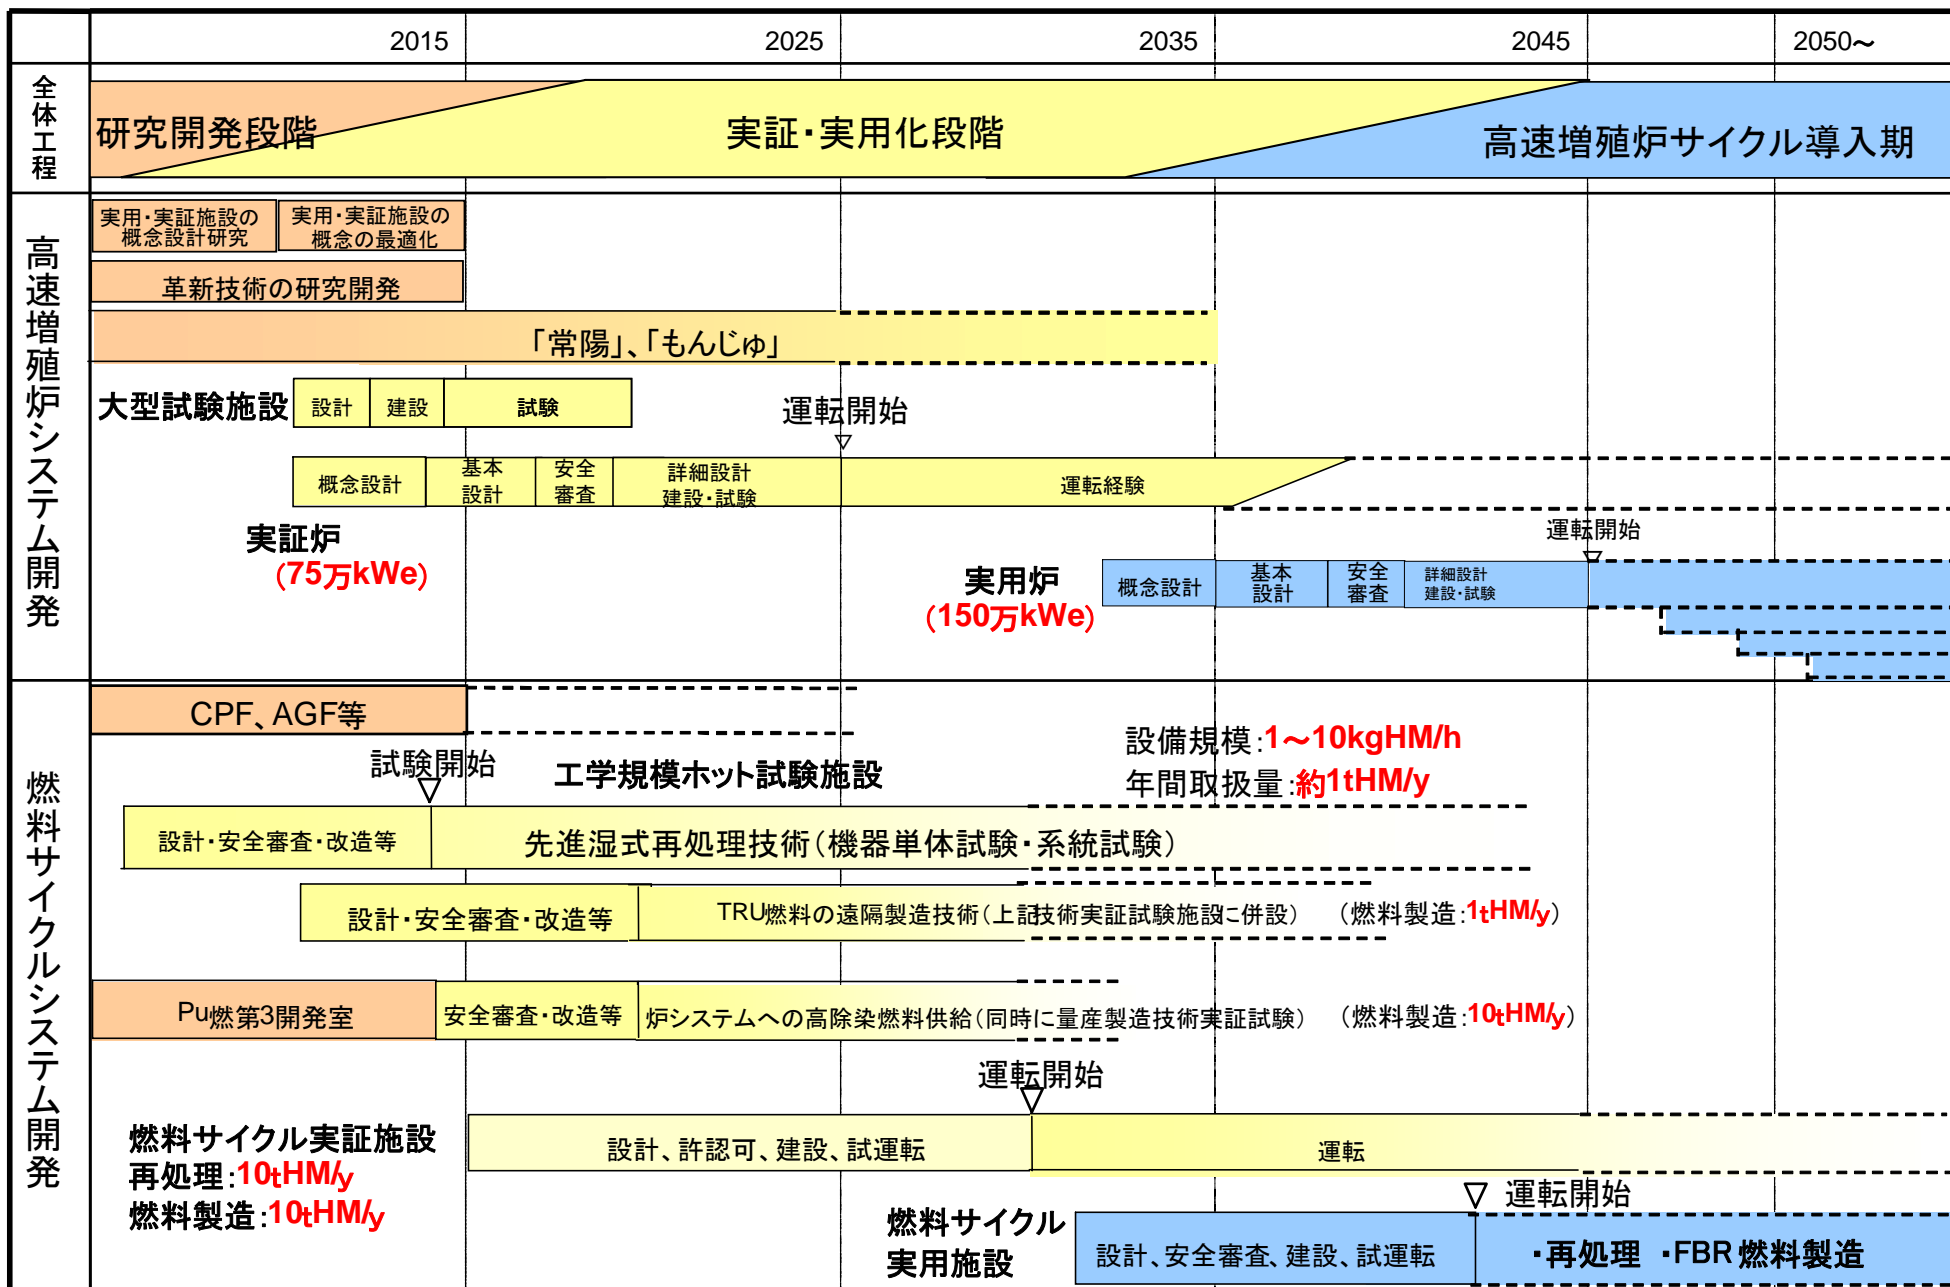 2015
2025
2035
2045
2050～
全体工程
研究開発段階
実証・実用化段階
高速増殖炉サイクル導入期
高速増殖炉システム開発
実用・実証施設の
概念設計研究
実用・実証施設の
概念の最適化
革新技術の研究開発
「常陽」、「もんじゅ」
大型試験施設
設計
建設
試験
運転開始
概念設計
基本
設計
安全
審査
詳細設計
建設・試験
運転経験
実証炉
(75万kWe)
運転開始
実用炉
(150万kWe)
概念設計
基本
設計
安全
審査
詳細設計
建設・試験
燃料サイクルシステム開発
CPF、AGF等
試験開始
工学規模ホット試験施設
設備規模：1～10kgHM/h
年間取扱量：約1tHM/y
設計・安全審査・改造等
先進湿式再処理技術（機器単体試験・系統試験）
設計・安全審査・改造等
TRU燃料の遠隔製造技術（上記技術実証試験施設に併設）
（燃料製造：1tHM/y）
Pu燃第3開発室
安全審査・改造等
炉システムへの高除染燃料供給（同時に量産製造技術実証試験）
（燃料製造：10tHM/y）
運転開始
燃料サイクル実証施設
再処理：10tHM/y
燃料製造：10tHM/y
設計、許認可、建設、試運転
運転
運転開始
燃料サイクル
実用施設
設計、安全審査、建設、試運転
・再処理 ・FBR燃料製造